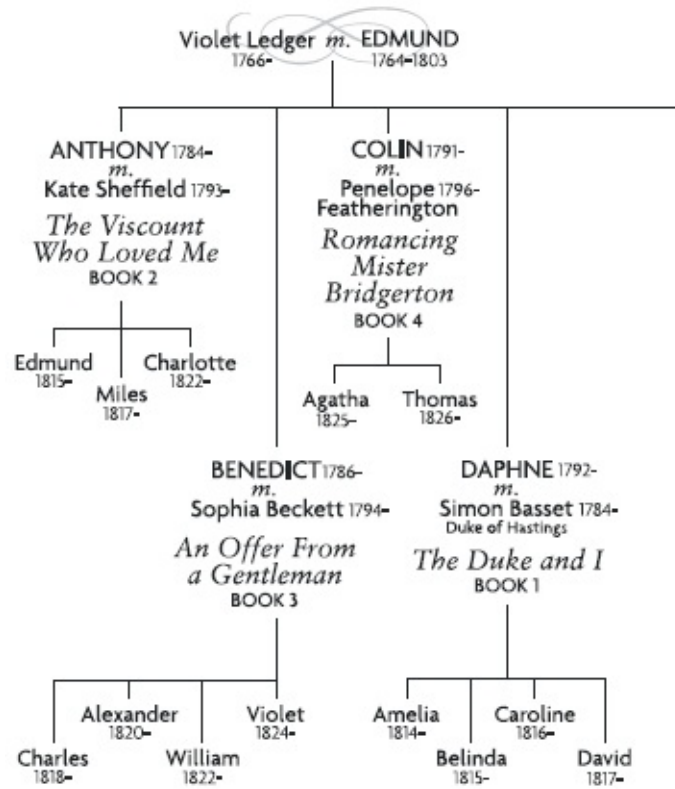 Violet Ledger m. EDMUND
1766- 1764-1803
ANTHONY 1784-
m.
Kate Sheffield 1793-
The Viscount
Who Loved Me
BOOK 2
Edmund
1815-
Miles
1817-
Charlotte
1822-
COLIN 1791-
m.
Penelope 1796-
Featherington
Romancing
Mister
Bridgerton
BOOK 4
Agatha
1825-
Thomas
1826-
BENEDICT 1786-
m.
Sophia Beckett 1794-
An Offer From
a Gentleman
BOOK 3
Charles
1818-
Alexander
1820-
William
1822-
Violet
1824-
DAPHNE 1792-
m.
Simon Basset 1784-
Duke of Hastings
The Duke and I
BOOK 1
Amelia
1814-
Belinda
1815-
Caroline
1816-
David
1817-